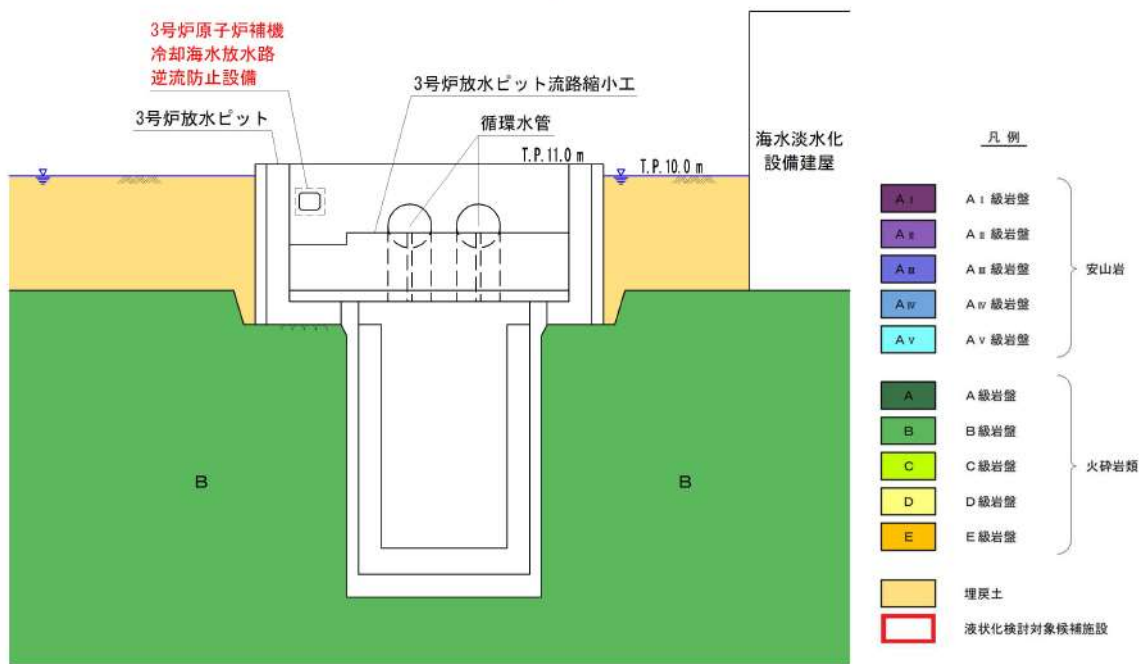 3号炉原子炉補機
冷却海水放水路
逆流防止設備
3号炉放水ピット流路縮小工
3号炉放水ピット
循環水管
T.P.11.0 m
T.P.10.0 m
海水淡水化
設備建屋
B
B
凡 例
AⅠ AⅠ級岩盤
AⅡ AⅡ級岩盤
AⅢ AⅢ級岩盤
AⅣ AⅣ級岩盤
AⅤ AⅤ級岩盤
安山岩
A A級岩盤
B B級岩盤
C C級岩盤
D D級岩盤
E E級岩盤
火砕岩類
埋戻土
液状化検討対象候補施設